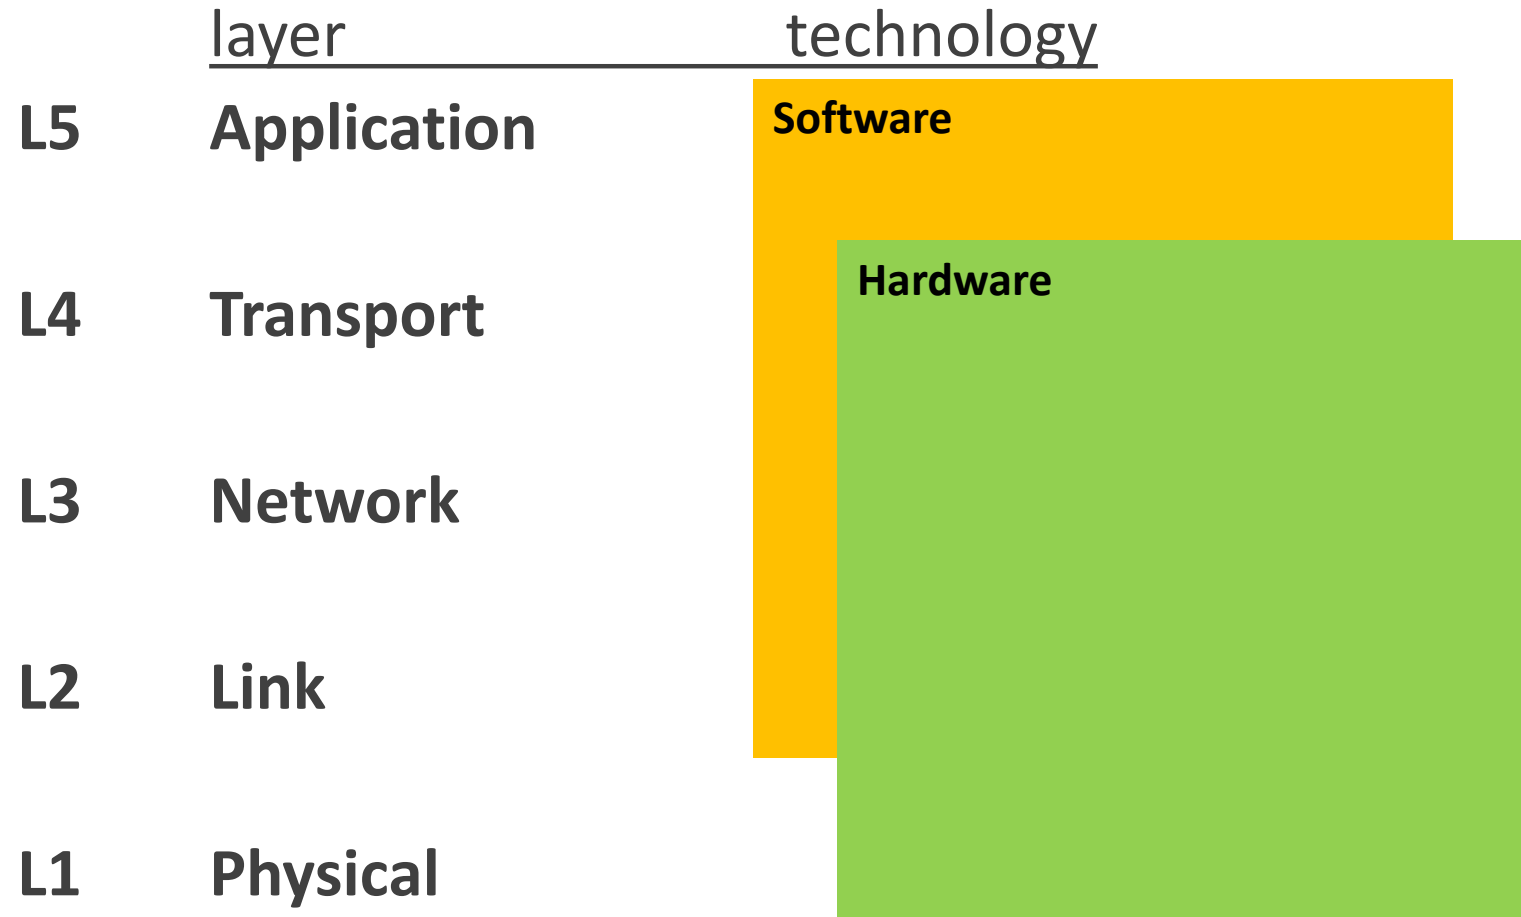 layer technology
L5 Application Software
Hardware
L4 Transport
L3 Network
L2 Link
L1 Physical